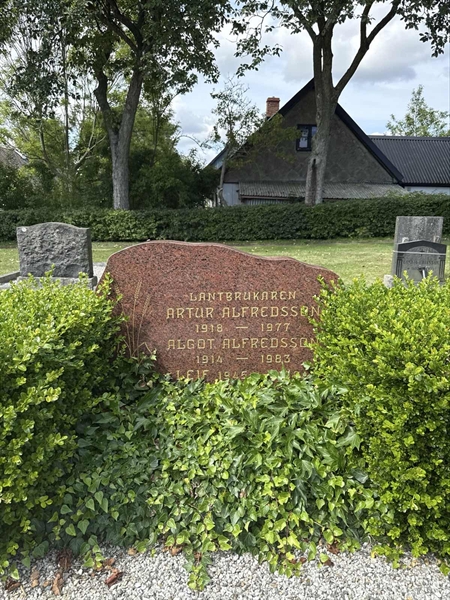 LANTBRUKAREN
ARTUR ALFREDSSON
1918 — 1977
ALGOT ALFREDSSON
1914 — 1983
LEIF